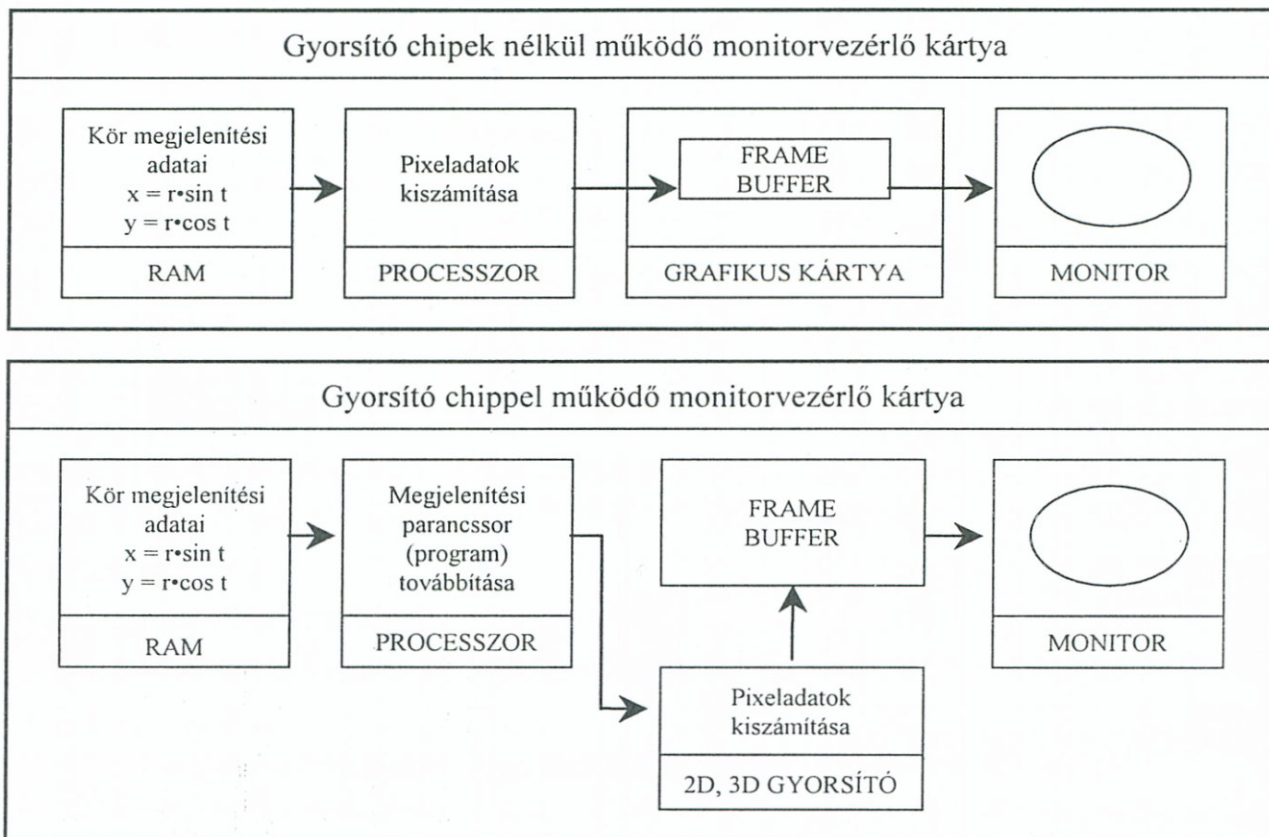 Gyorsító chipek nélkül működő monitorvezérlő kártya
Kör megjelenítési
adatai
x = r•sin t
y = r•cos t
RAM
Pixeladatok
kiszámítása
PROCESSZOR
FRAME
BUFFER
GRAFIKUS KÁRTYA
MONITOR
Gyorsító chippel működő monitorvezérlő kártya
Kör megjelenítési
adatai
x = r•sin t
y = r•cos t
RAM
Megjelenítési
parancssor
(program)
továbbítása
PROCESSZOR
FRAME
BUFFER
Pixeladatok
kiszámítása
2D, 3D GYORSÍTÓ
MONITOR